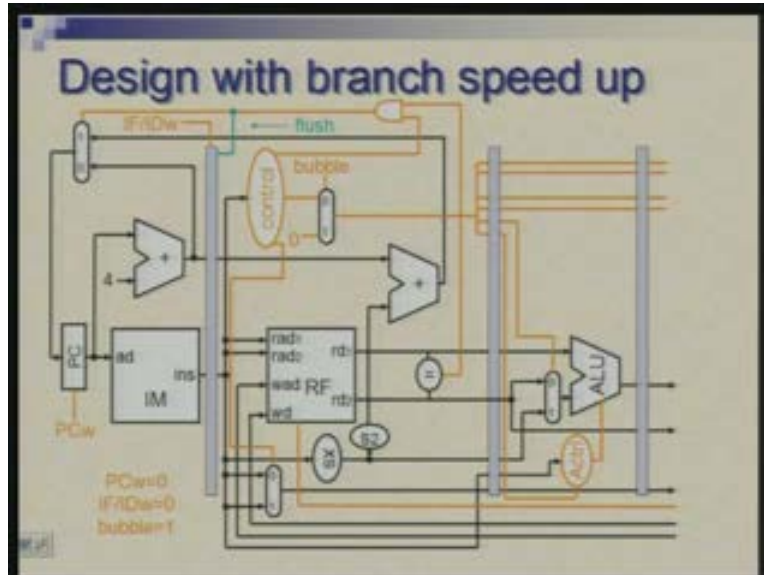 Design with branch speed up
IF/IDw
flush
bubble
control
0
+
4
+
PC
ad
IM
ins
PCw
rad1
rad2
wad
wd
RF
rd1
rd2
=
sx
s2
ALU
Actrl
PCw=0
IF/IDw=0
bubble=1